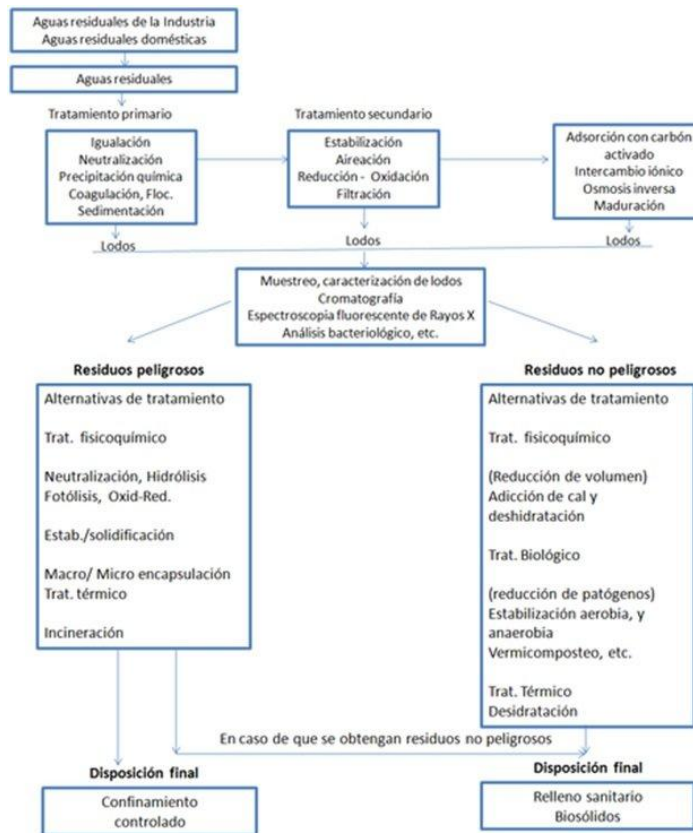 Aguas residuales de la Industria
Aguas residuales domésticas
Aguas residuales
Tratamiento primario
Igualación
Neutralización
Precipitación química
Coagulación, Floc.
Sedimentación
Tratamiento secundario
Estabilización
Aireación
Reducción - Oxidación
Filtración
Adsorción con carbón
activado
Intercambio iónico
Osmosis inversa
Maduración
Lodos
Lodos
Lodos
Muestreo, caracterización de lodos
Cromatografía
Espectroscopia fluorescente de Rayos X
Análisis bacteriológico, etc.
Residuos peligrosos
Alternativas de tratamiento
Trat. fisicoquímico
Neutralización, Hidrólisis
Fotólisis, Oxid-Red.
Estab./solidificación
Macro/ Micro encapsulación
Trat. térmico
Incineración
Residuos no peligrosos
Alternativas de tratamiento
Trat. fisicoquímico
(Reducción de volumen)
Adicción de cal y
deshidratación
Trat. Biológico
(reducción de patógenos)
Estabilización aerobia, y
anaerobia
Vermicomposteo, etc.
Trat. Térmico
Desidratación
En caso de que se obtengan residuos no peligrosos
Disposición final
Confinamiento
controlado
Disposición final
Relleno sanitario
Biosólidos